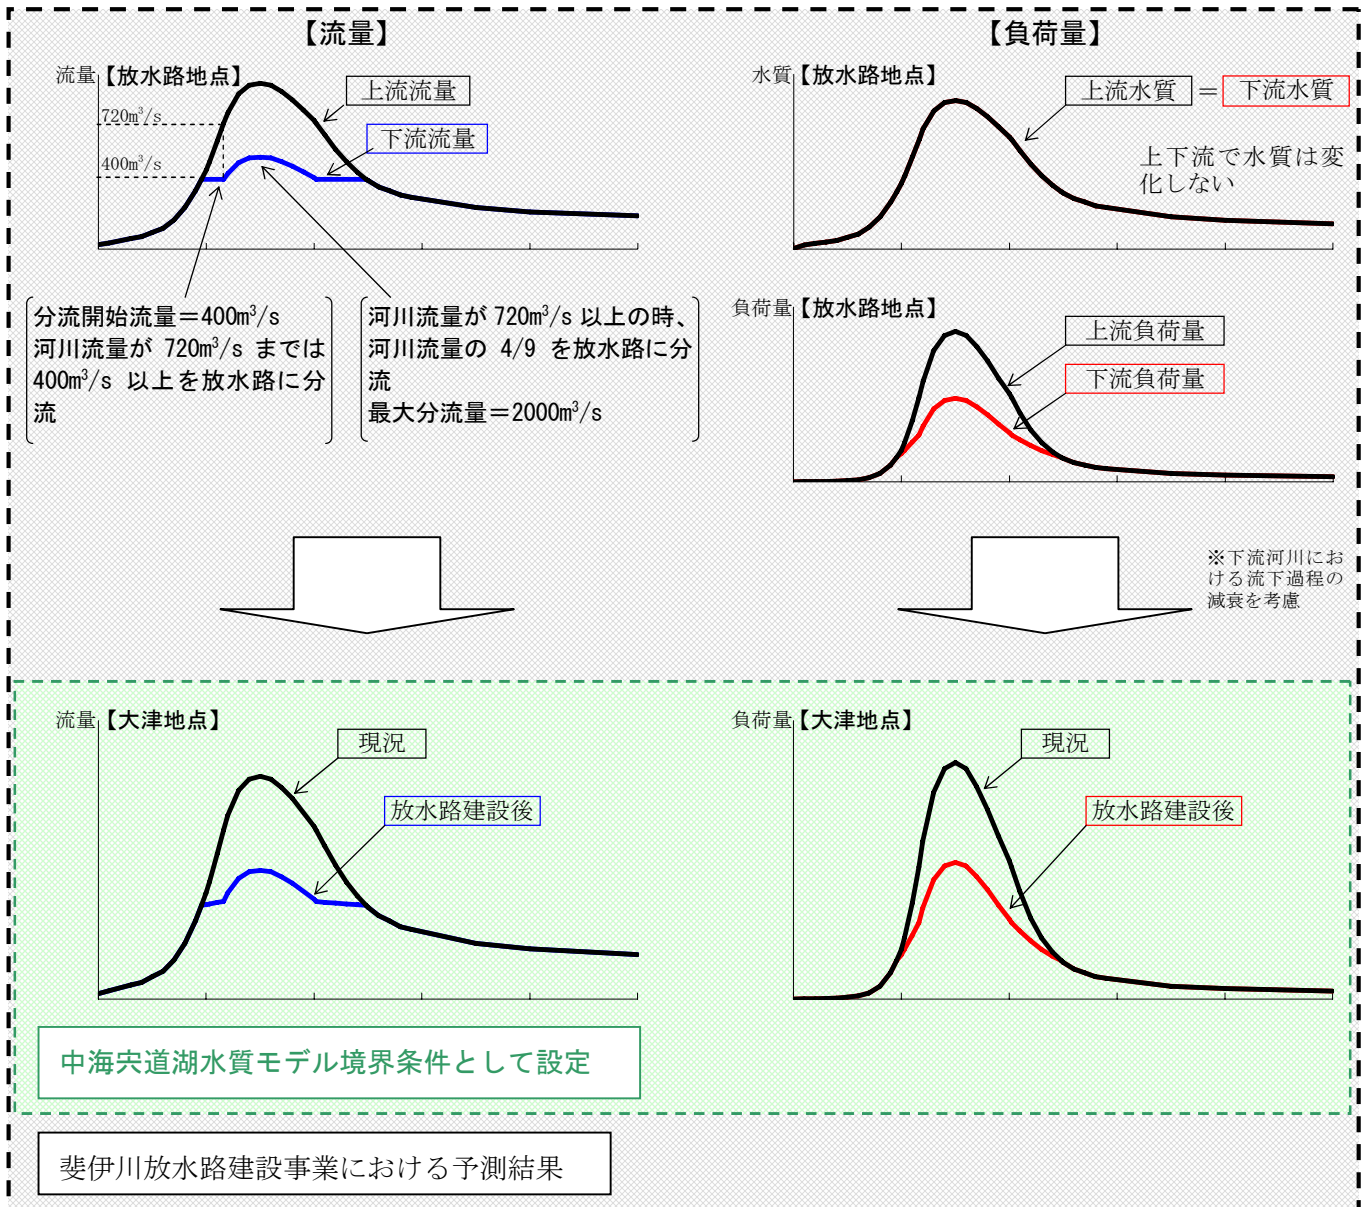 【流量】
流量【放水路地点】
上流流量
720m³/s
下流流量
400m³/s
分流開始流量＝400m³/s
河川流量が 720m³/s までは
400m³/s 以上を放水路に分
流
河川流量が 720m³/s 以上の時、
河川流量の 4/9 を放水路に分
流
最大分流量＝2000m³/s
【負荷量】
水質【放水路地点】
上流水質 ＝ 下流水質
上下流で水質は変
化しない
負荷量【放水路地点】
上流負荷量
下流負荷量
※下流河川にお
ける流下過程の
減衰を考慮
流量【大津地点】
現況
放水路建設後
負荷量【大津地点】
現況
放水路建設後
中海宍道湖水質モデル境界条件として設定
斐伊川放水路建設事業における予測結果